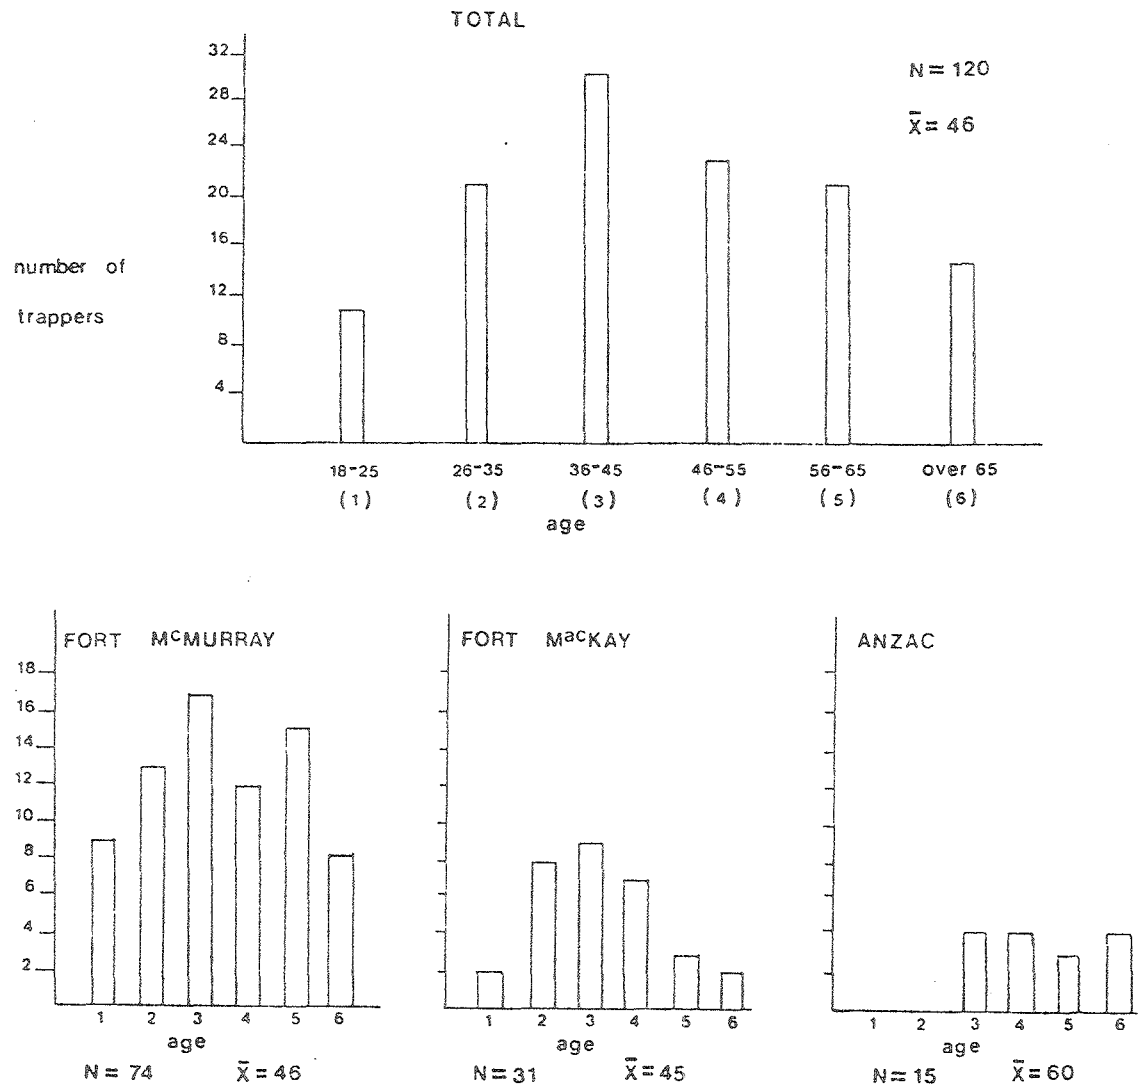 TOTAL
32
28
24
20
16
12
8
4
N = 120
X̄ = 46
number of
trappers
18-25 26-35 36-45 46-55 56-65 over 65
(1) (2) (3) (4) (5) (6)
age
FORT McMURRAY
18
16
14
12
10
8
6
4
2
1 2 3 4 5 6
age
N = 74 X̄ = 46
FORT MacKAY
1 2 3 4 5 6
age
N = 31 X̄ = 45
ANZAC
1 2 3 4 5 6
age
N = 15 X̄ = 60